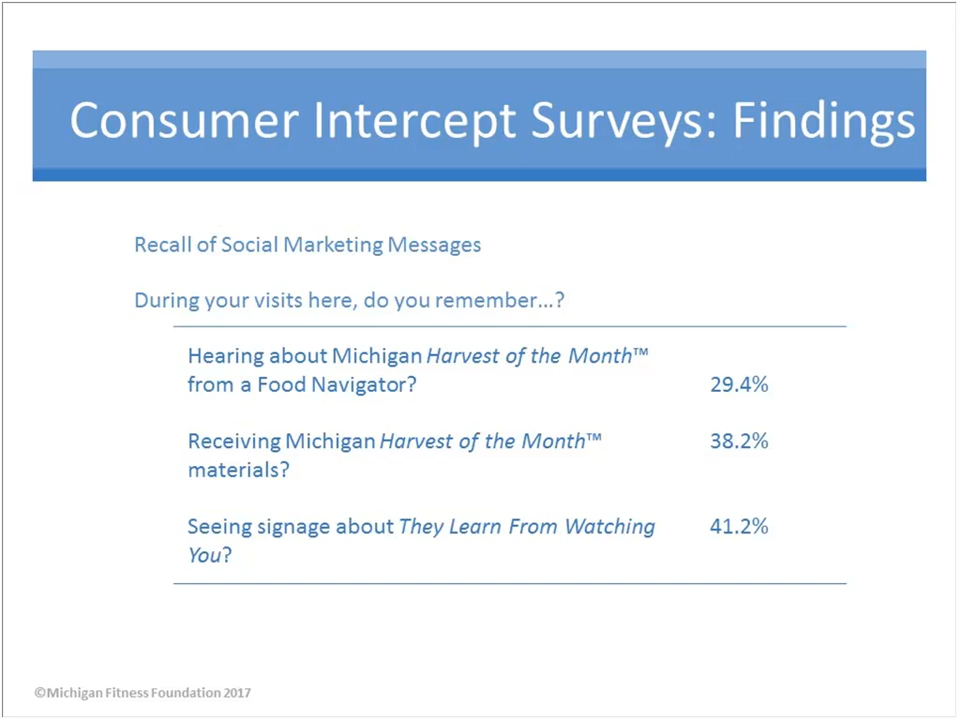 Consumer Intercept Surveys: Findings
Recall of Social Marketing Messages
During your visits here, do you remember…?
Hearing about Michigan Harvest of the Month™
from a Food Navigator? 29.4%
Receiving Michigan Harvest of the Month™ 38.2%
materials?
Seeing signage about They Learn From Watching 41.2%
You?
©Michigan Fitness Foundation 2017